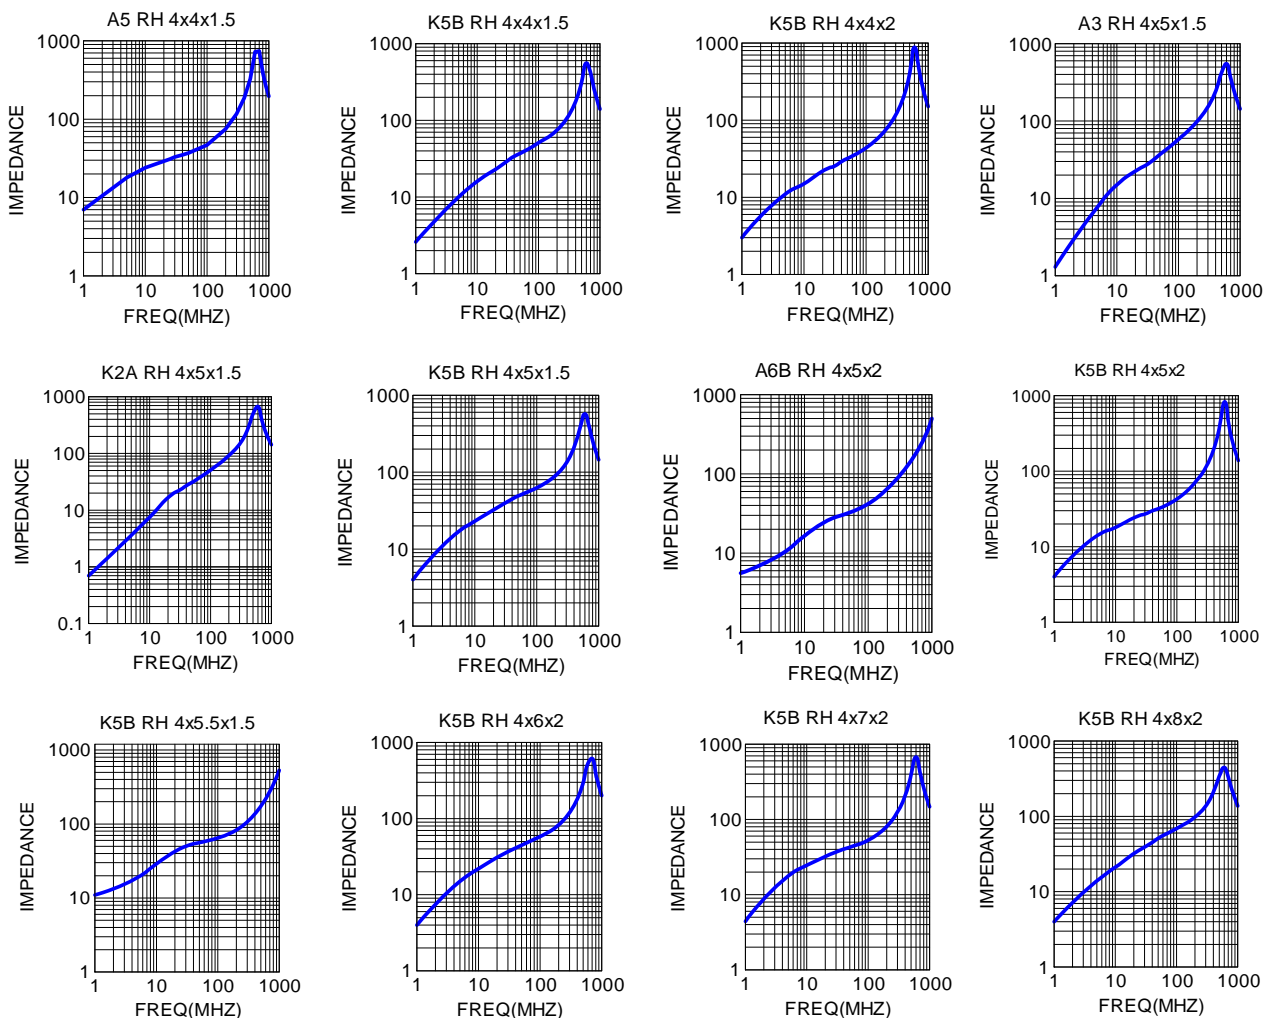 A5 RH 4x4x1.5
1000
100
10
1
1 10 100 1000
IMPEDANCE
FREQ(MHZ)
K5B RH 4x4x1.5
1000
100
10
1
1 10 100 1000
IMPEDANCE
FREQ(MHZ)
K5B RH 4x4x2
1000
100
10
1
1 10 100 1000
IMPEDANCE
FREQ(MHZ)
A3 RH 4x5x1.5
1000
100
10
1
1 10 100 1000
IMPEDANCE
FREQ(MHZ)
K2A RH 4x5x1.5
1000
100
10
1
0.1
1 10 100 1000
IMPEDANCE
FREQ(MHZ)
K5B RH 4x5x1.5
1000
100
10
1
1 10 100 1000
IMPEDANCE
FREQ(MHZ)
A6B RH 4x5x2
1000
100
10
1
1 10 100 1000
IMPEDANCE
FREQ(MHZ)
K5B RH 4x5x2
1000
100
10
1
1 10 100 1000
IMPEDANCE
FREQ(MHZ)
K5B RH 4x5.5x1.5
1000
100
10
1
1 10 100 1000
IMPEDANCE
FREQ(MHZ)
K5B RH 4x6x2
1000
100
10
1
1 10 100 1000
IMPEDANCE
FREQ(MHZ)
K5B RH 4x7x2
1000
100
10
1
1 10 100 1000
IMPEDANCE
FREQ(MHZ)
K5B RH 4x8x2
1000
100
10
1
1 10 100 1000
IMPEDANCE
FREQ(MHZ)